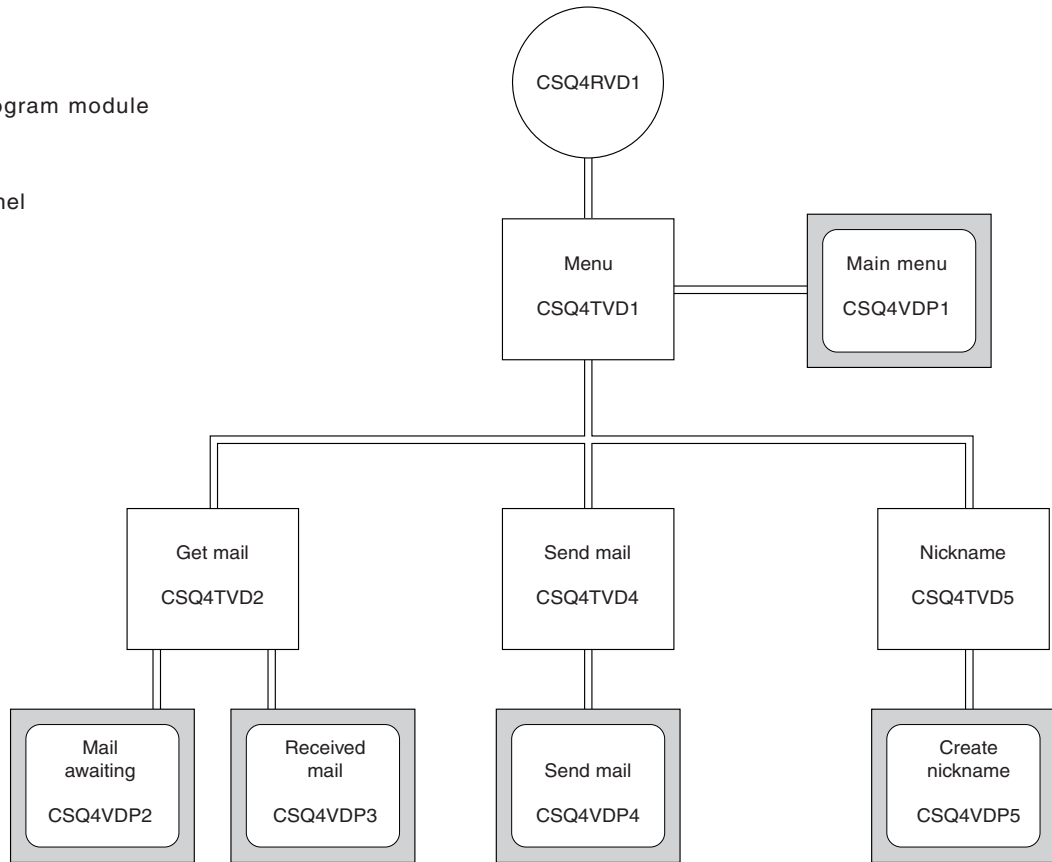 CSQ4RVD1
ogram module
nel
Menu
CSQ4TVD1
Main menu
CSQ4VDP1
Get mail
CSQ4TVD2
Send mail
CSQ4TVD4
Nickname
CSQ4TVD5
Mail
awaiting
CSQ4VDP2
Received
mail
CSQ4VDP3
Send mail
CSQ4VDP4
Create
nickname
CSQ4VDP5